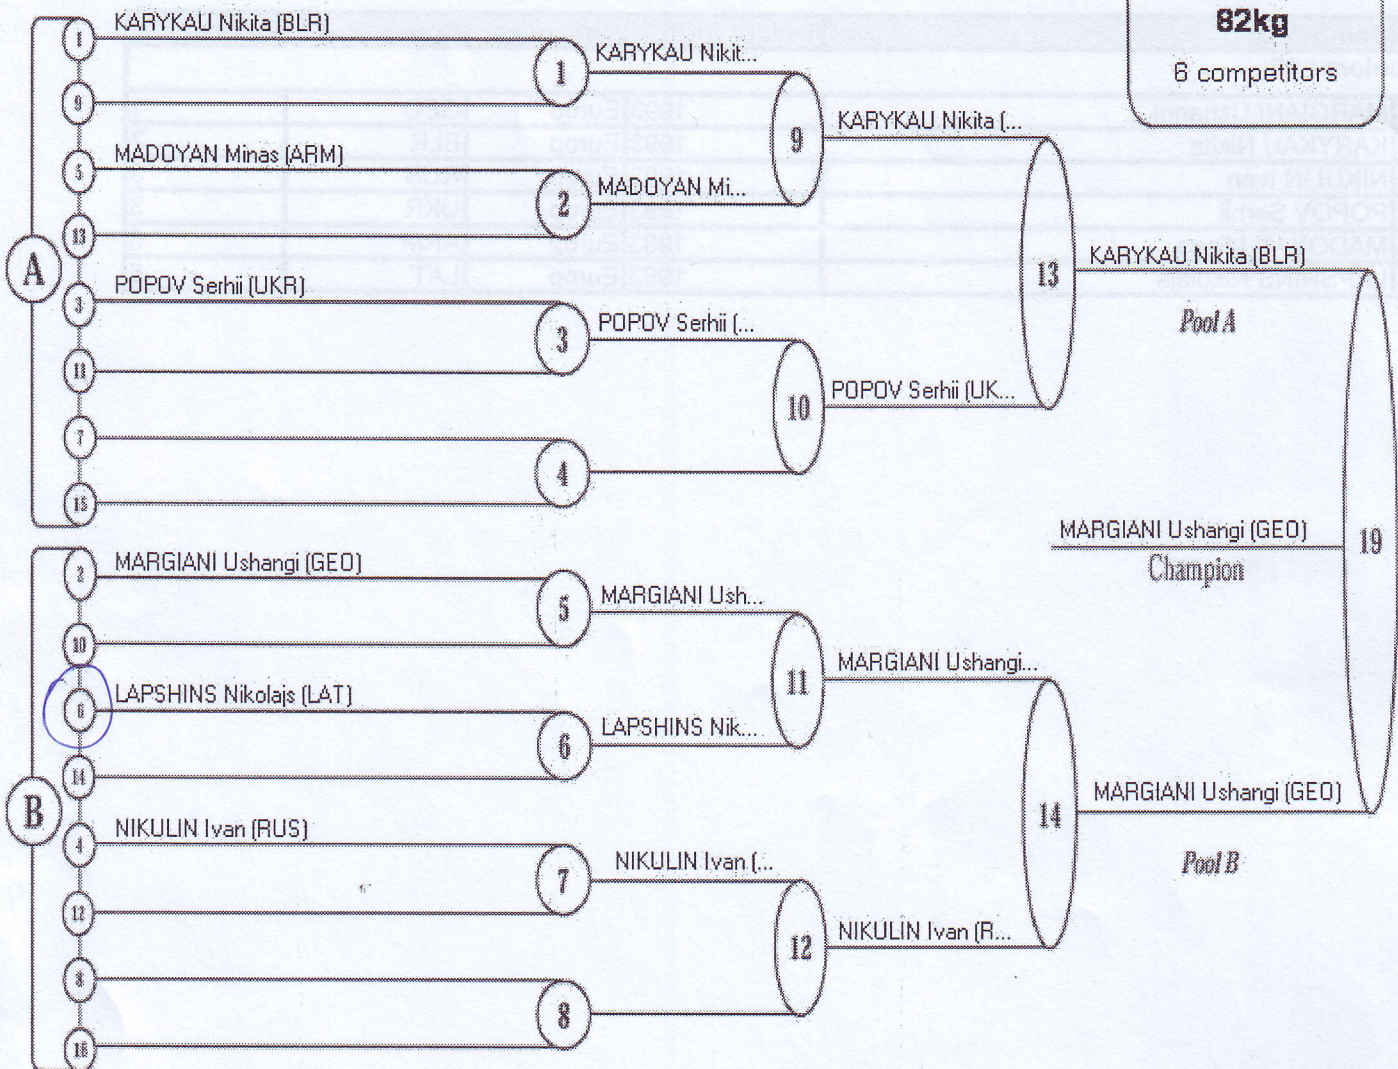 82kg
6 competitors
A
1
KARYKAU Nikita (BLR)
9
5
MADOYAN Minas (ARM)
13
3
POPOV Serhii (UKR)
11
7
15
1
KARYKAU Nikit...
2
MADOYAN Mi...
3
POPOV Serhii (...
4
9
KARYKAU Nikita (...
10
POPOV Serhii (UK...
13
KARYKAU Nikita (BLR)
Pool A
B
2
MARGIANI Ushangi (GEO)
10
6
LAPSHINS Nikolajs (LAT)
14
4
NIKULIN Ivan (RUS)
12
8
16
5
MARGIANI Ush...
6
LAPSHINS Nik...
7
NIKULIN Ivan (...
8
11
MARGIANI Ushangi...
12
NIKULIN Ivan (R...
14
MARGIANI Ushangi (GEO)
Pool B
MARGIANI Ushangi (GEO)
Champion
19